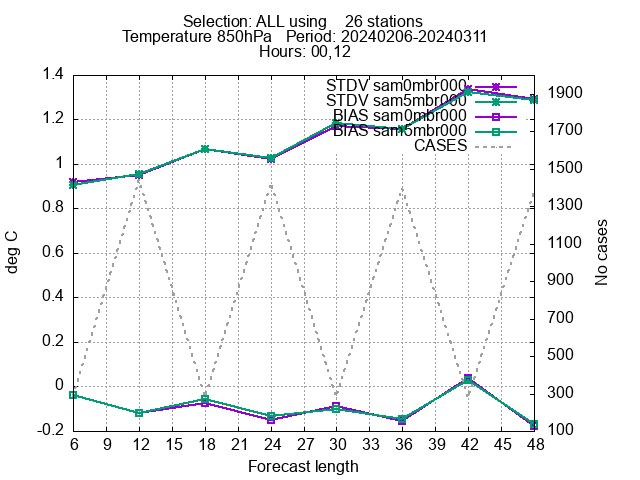 Selection: ALL using    26 stations
Temperature 850hPa   Period: 20240206-20240311
Hours: 00,12
STDV sam0mbr000
STDV sam5mbr000
BIAS sam0mbr000
BIAS sam5mbr000
CASES
1.4
1.2
1
0.8
0.6
0.4
0.2
0
-0.2
deg C
1900
1700
1500
1300
1100
900
700
500
300
100
No cases
6 9 12 15 18 21 24 27 30 33 36 39 42 45 48
Forecast length